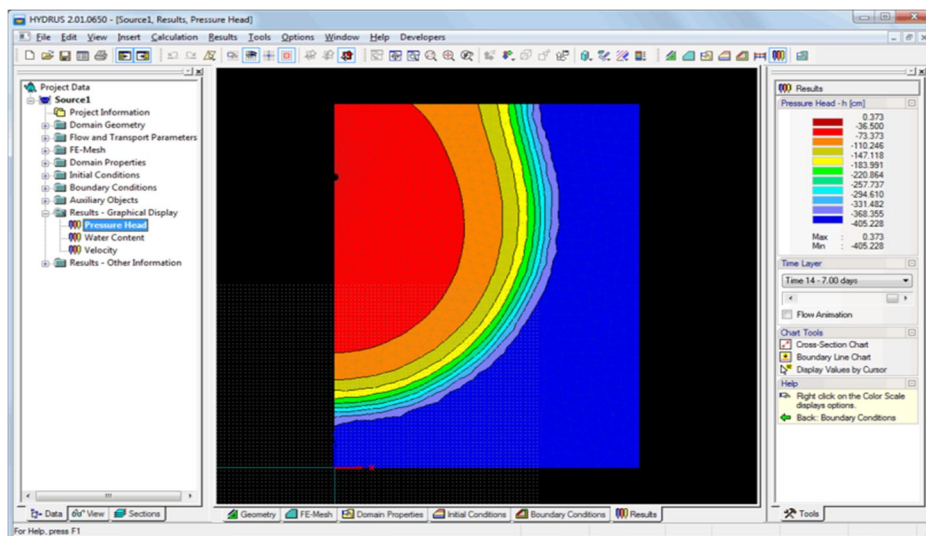 HYDRUS 2.01.0650 - [Source1, Results, Pressure Head]
File Edit View Insert Calculation Results Tools Options Window Help Developers
Project Data
Source1
Project Information
Domain Geometry
Flow and Transport Parameters
FE-Mesh
Domain Properties
Initial Conditions
Boundary Conditions
Auxiliary Objects
Results - Graphical Display
Pressure Head
Water Content
Velocity
Results - Other Information
Results
Pressure Head - h [cm]
0.373
-36.500
-73.373
-110.246
-147.118
-183.991
-220.864
-257.737
-294.610
-331.482
-368.355
-405.228
Max : 0.373
Min : -405.228
Time Layer
Time 14 - 7.00 days
Flow Animation
Chart Tools
Cross-Section Chart
Boundary Line Chart
Display Values by Cursor
Help
Right click on the Color Scale
displays options.
Back: Boundary Conditions
x
Data View Sections
Geometry FE-Mesh Domain Properties Initial Conditions Boundary Conditions Results
Tools
For Help, press F1